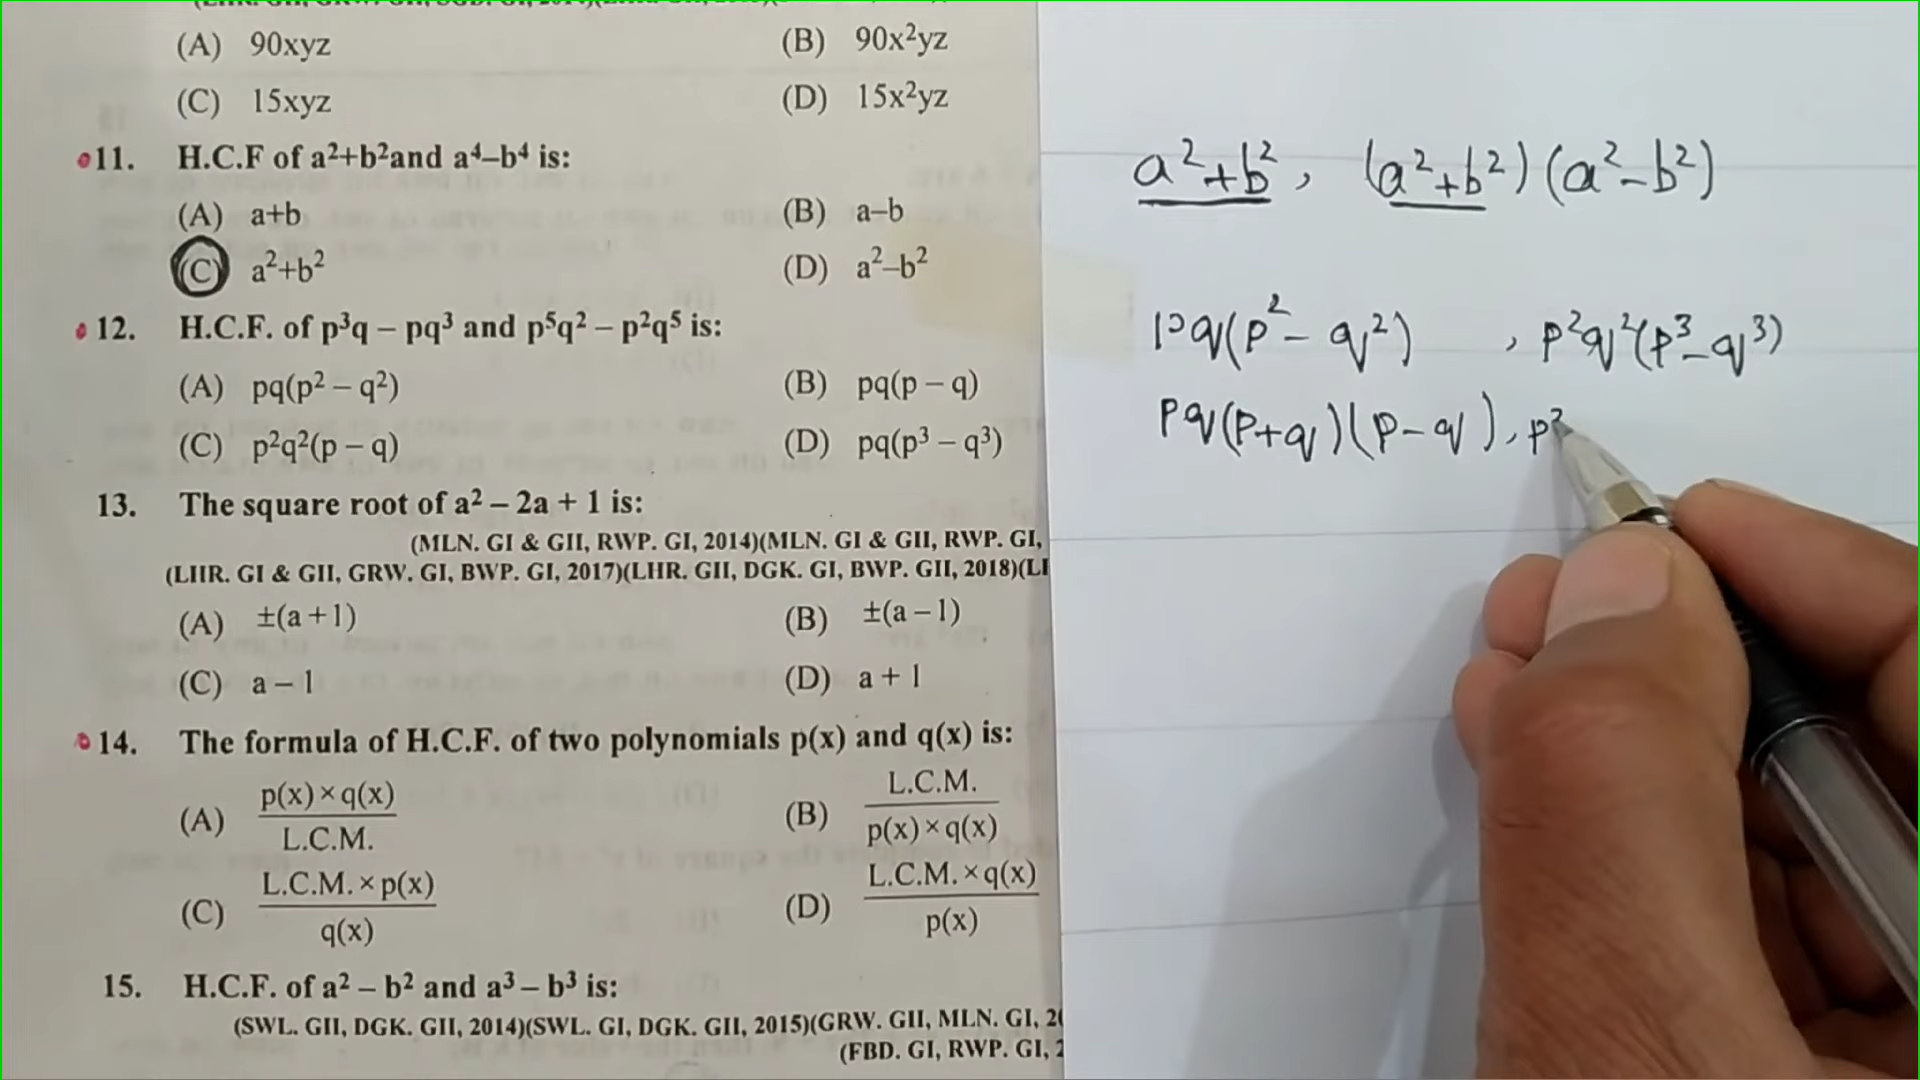 (A) 90xyz (B) 90x²yz
(C) 15xyz (D) 15x²yz
11. H.C.F of a²+b²and a⁴–b⁴ is:
(A) a+b (B) a–b
(C) a²+b² (D) a²–b²
12. H.C.F. of p³q – pq³ and p⁵q² – p²q⁵ is:
(A) pq(p² – q²) (B) pq(p – q)
(C) p²q²(p – q) (D) pq(p³ – q³)
13. The square root of a² – 2a + 1 is:
(MLN. GI & GII, RWP. GI, 2014)(MLN. GI & GII, RWP. GI,
(LHR. GI & GII, GRW. GI, BWP. GI, 2017)(LHR. GII, DGK. GI, BWP. GII, 2018)
(A) ±(a + 1) (B) ±(a – 1)
(C) a – 1 (D) a + 1
14. The formula of H.C.F. of two polynomials p(x) and q(x) is:
(A) p(x) × q(x) / L.C.M. (B) L.C.M. / p(x) × q(x)
(C) L.C.M. × p(x) / q(x) (D) L.C.M. × q(x) / p(x)
15. H.C.F. of a² – b² and a³ – b³ is:
(SWL. GII, DGK. GII, 2014)(SWL. GI, DGK. GII, 2015)(GRW. GII, MLN. GI,
(FBD. GI, RWP. GI,
a²+b², (a²+b²)(a²–b²)
pq(p² – q²) , p²q²(p³–q³)
pq(p+q)(p–q), p²